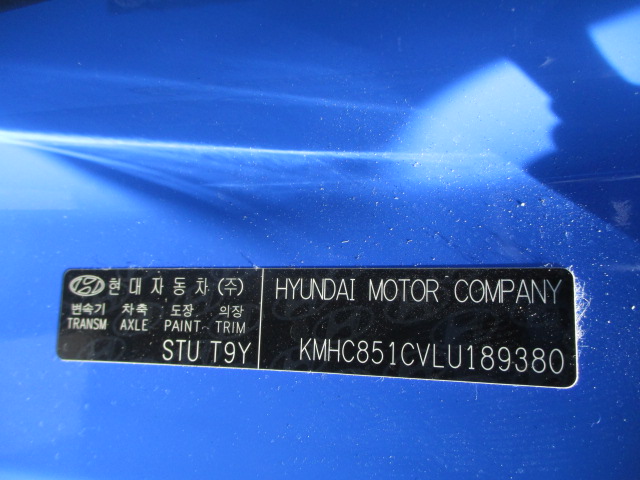 현대자동차(주)
변속기 차축 도장 의장
TRANSM AXLE PAINT TRIM
STU T9Y
HYUNDAI MOTOR COMPANY
KMHC851CVLU189380